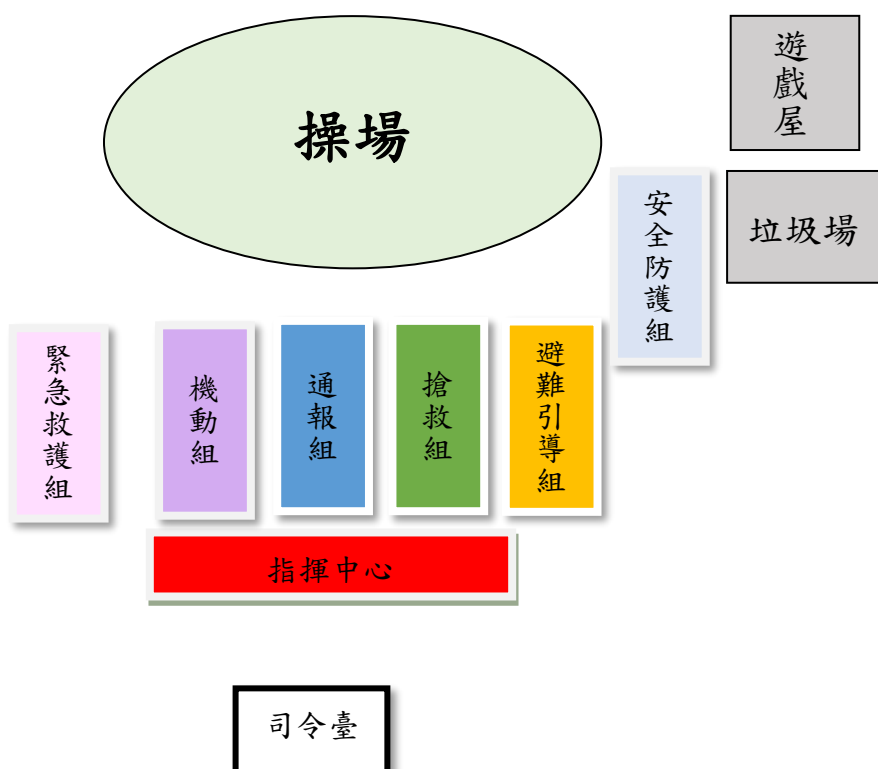 操場
遊戲屋
垃圾場
安全防護組
緊急救護組
機動組
通報組
搶救組
避難引導組
指揮中心
司令臺